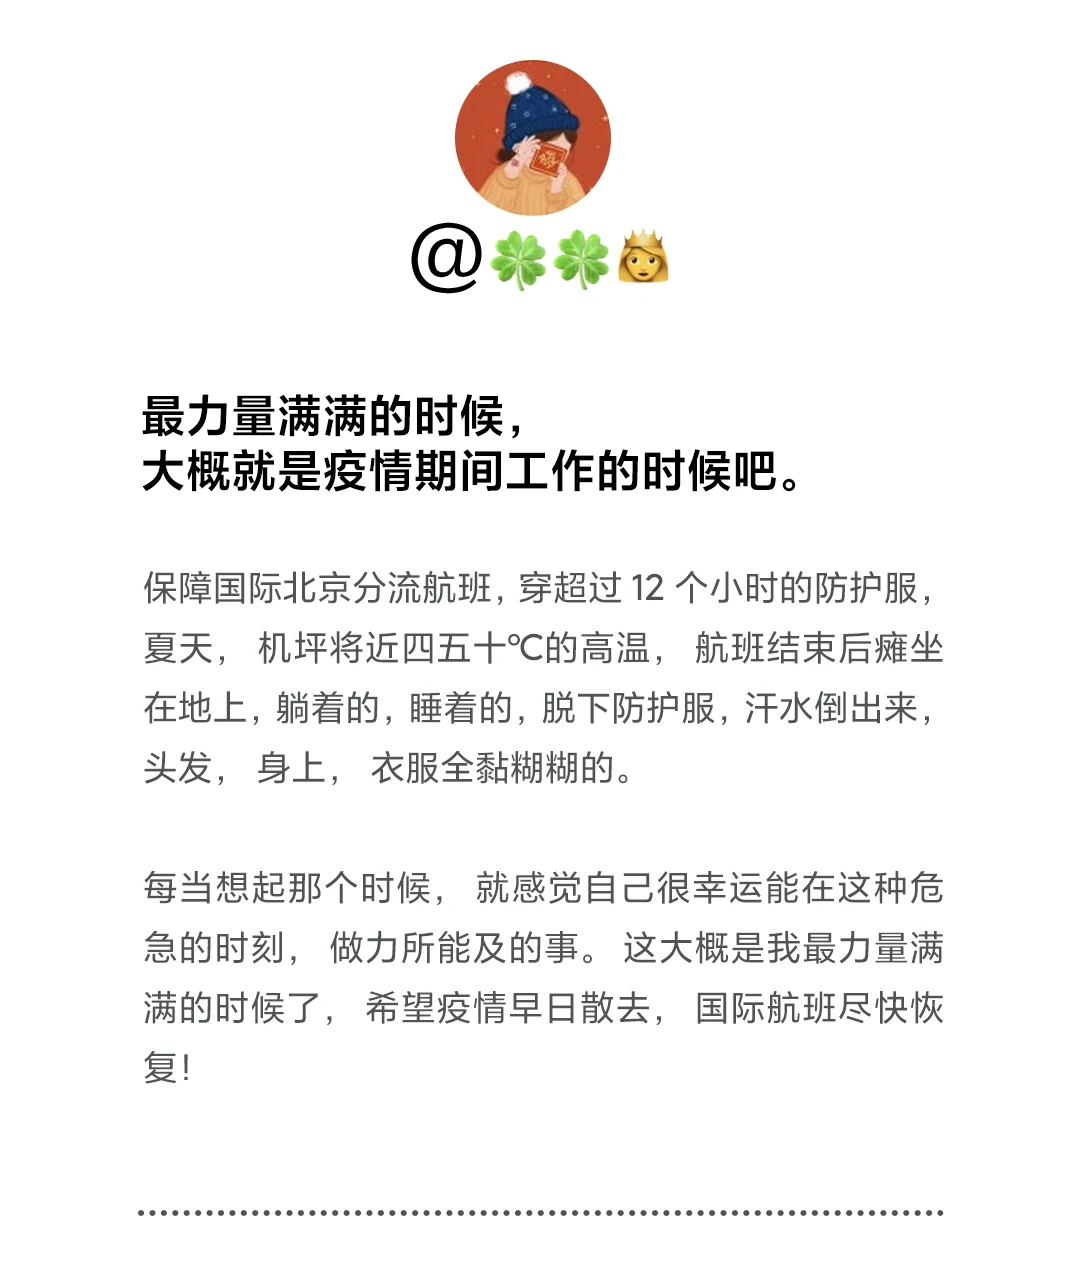 @🍀🍀👸
最力量满满的时候，
大概就是疫情期间工作的时候吧。
保障国际北京分流航班，穿超过 12 个小时的防护服，
夏天， 机坪将近四五十℃的高温， 航班结束后瘫坐
在地上，躺着的，睡着的，脱下防护服，汗水倒出来，
头发， 身上， 衣服全黏糊糊的。
每当想起那个时候， 就感觉自己很幸运能在这种危
急的时刻， 做力所能及的事。 这大概是我最力量满
满的时候了， 希望疫情早日散去， 国际航班尽快恢
复！